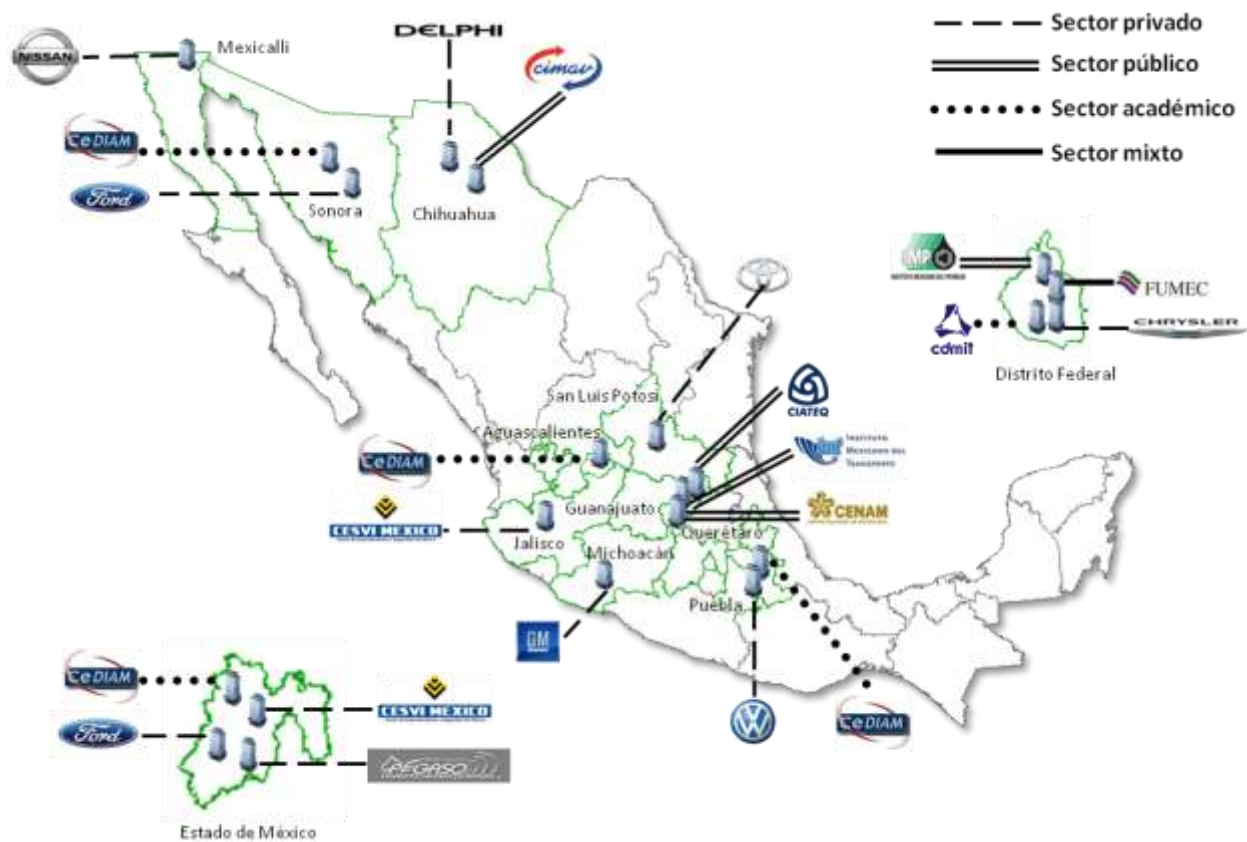 Sector privado
Sector público
Sector académico
Sector mixto
NISSAN
Mexicalli
DELPHI
cimav
CeDIAM
Ford
Sonora
Chihuahua
MP
FUMEC
cdmit
CHRYSLER
Distrito Federal
San Luis Potosí
CIATEQ
Aguascalientes
CeDIAM
INSTITUTO
MEXICANO DEL
TRANSPORTE
CESVI MEXICO
Guanajuato
CENAM
Jalisco
Querétaro
Michoacán
Puebla
GM
CeDIAM
CeDIAM
CESVI MEXICO
Ford
PEGASO
Estado de México